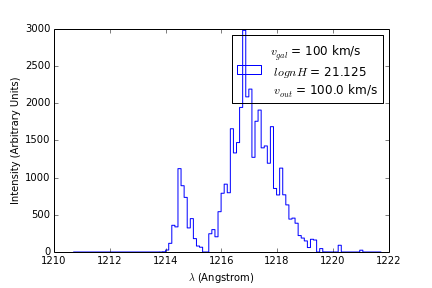 3000
2500
2000
1500
1000
500
0
Intensity (Arbitrary Units)
v_gal = 100 km/s
lognH = 21.125
v_out = 100.0 km/s
1210 1212 1214 1216 1218 1220 1222
λ (Angstrom)